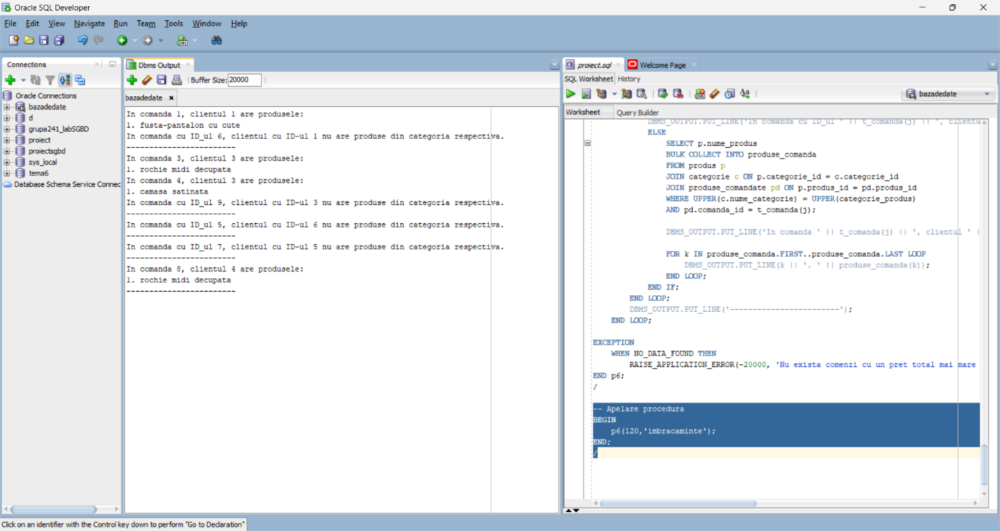 Oracle SQL Developer
File Edit View Navigate Run Team Tools Window Help
Connections
Oracle Connections
bazadedate
d
grupa241_labSGBD
proiect
proiectsgbd
sys_local
tema6
Database Schema Service Connec
Dbms Output
Buffer Size: 20000
bazadedate
In comanda 1, clientul 1 are produsele:
1. fusta-pantalon cu cute
In comanda cu ID_ul 6, clientul cu ID-ul 1 nu are produse din categoria respectiva.
------------------------
In comanda 3, clientul 3 are produsele:
1. rochie midi decupata
In comanda 4, clientul 3 are produsele:
1. camasa satinata
In comanda cu ID_ul 9, clientul cu ID-ul 3 nu are produse din categoria respectiva.
------------------------
In comanda cu ID_ul 5, clientul cu ID-ul 6 nu are produse din categoria respectiva.
------------------------
In comanda cu ID_ul 7, clientul cu ID-ul 5 nu are produse din categoria respectiva.
------------------------
In comanda 8, clientul 4 are produsele:
1. rochie midi decupata
------------------------
proiect.sql Welcome Page
SQL Worksheet History
bazadedate
Worksheet Query Builder
DBMS_OUTPUT.PUT_LINE('In comanda cu ID_ul ' || t_comanda(j) || ', clientu
ELSE
SELECT p.nume_produs
BULK COLLECT INTO produse_comanda
FROM produs p
JOIN categorie c ON p.categorie_id = c.categorie_id
JOIN produse_comandate pd ON p.produs_id = pd.produs_id
WHERE UPPER(c.nume_categorie) = UPPER(categorie_produs)
AND pd.comanda_id = t_comanda(j);
DBMS_OUTPUT.PUT_LINE('In comanda ' || t_comanda(j) || ', clientul ' |
FOR k IN produse_comanda.FIRST..produse_comanda.LAST LOOP
DBMS_OUTPUT.PUT_LINE(k || '. ' || produse_comanda(k));
END LOOP;
END IF;
END LOOP;
DBMS_OUTPUT.PUT_LINE('------------------------');
END LOOP;
EXCEPTION
WHEN NO_DATA_FOUND THEN
RAISE_APPLICATION_ERROR(-20000, 'Nu exista comenzi cu un pret total mai mare
END p6;
/
-- Apelare procedura
BEGIN
p6(120,'imbracaminte');
END;
/
Click on an identifier with the Control key down to perform "Go to Declaration"